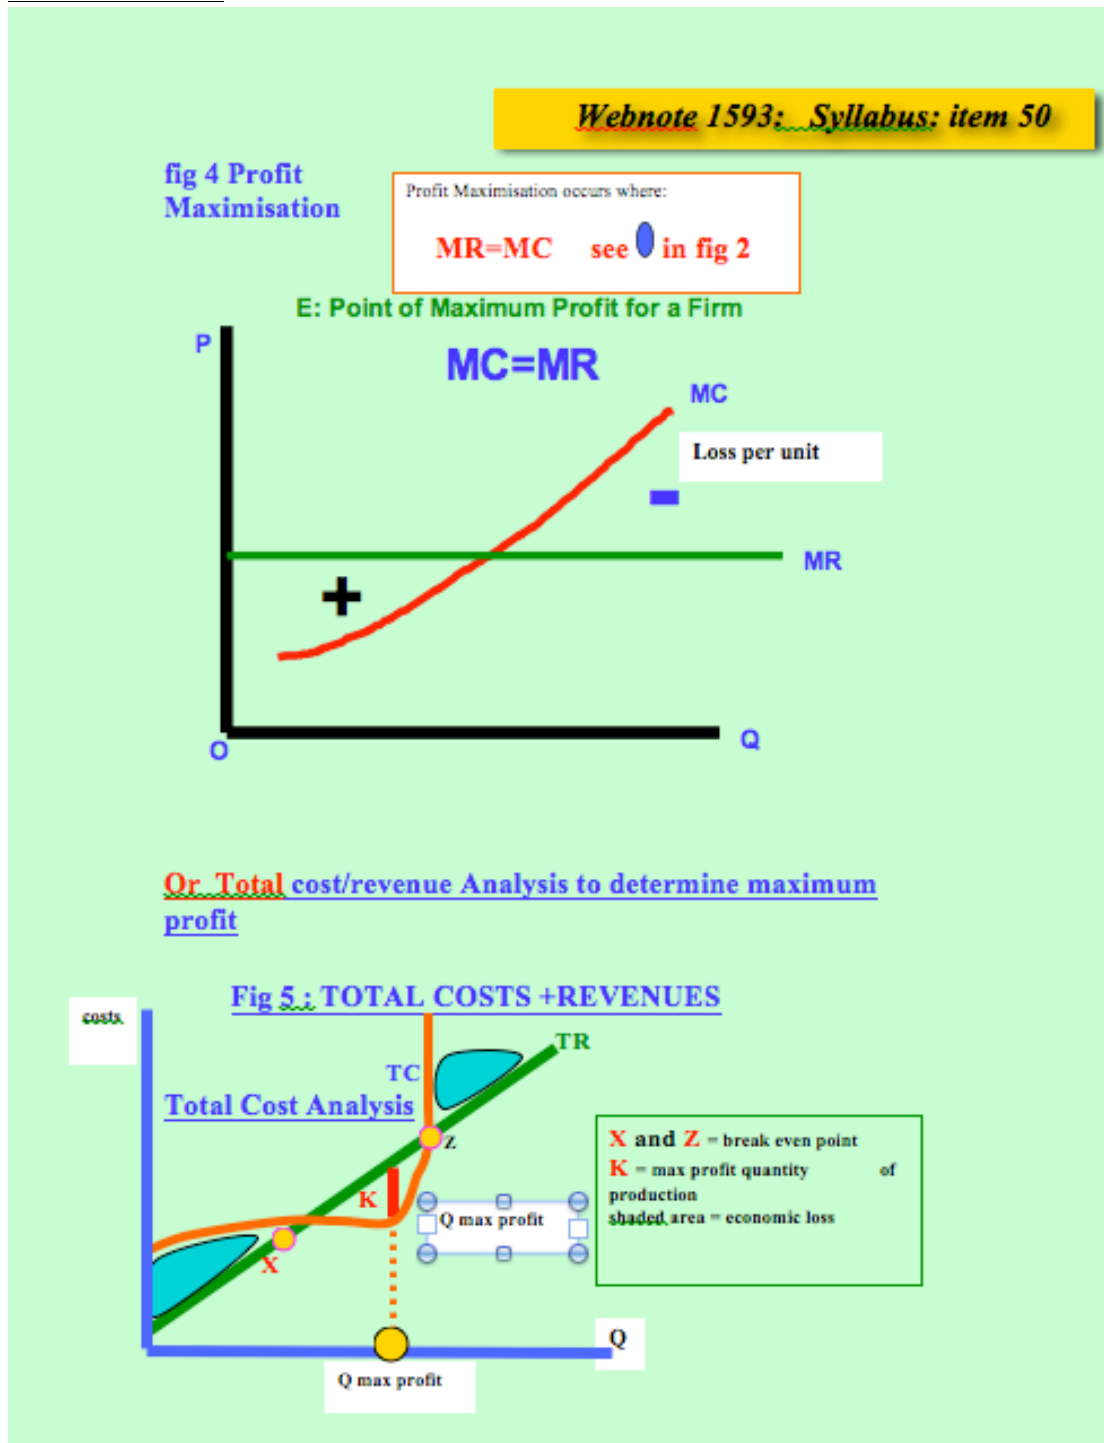 Webnote 1593:   Syllabus: item 50
fig 4 Profit
Maximisation
Profit Maximisation occurs where:
MR=MC     see in fig 2
E: Point of Maximum Profit for a Firm
P
MC=MR
MC
Loss per unit
-
MR
+
O
Q
Or  Total cost/revenue Analysis to determine maximum
profit
Fig 5 : TOTAL COSTS +REVENUES
costs
TR
TC
Total Cost Analysis
Z
X and Z = break even point
K = max profit quantity of
production
shaded area = economic loss
K
Q max profit
X
Q
Q max profit